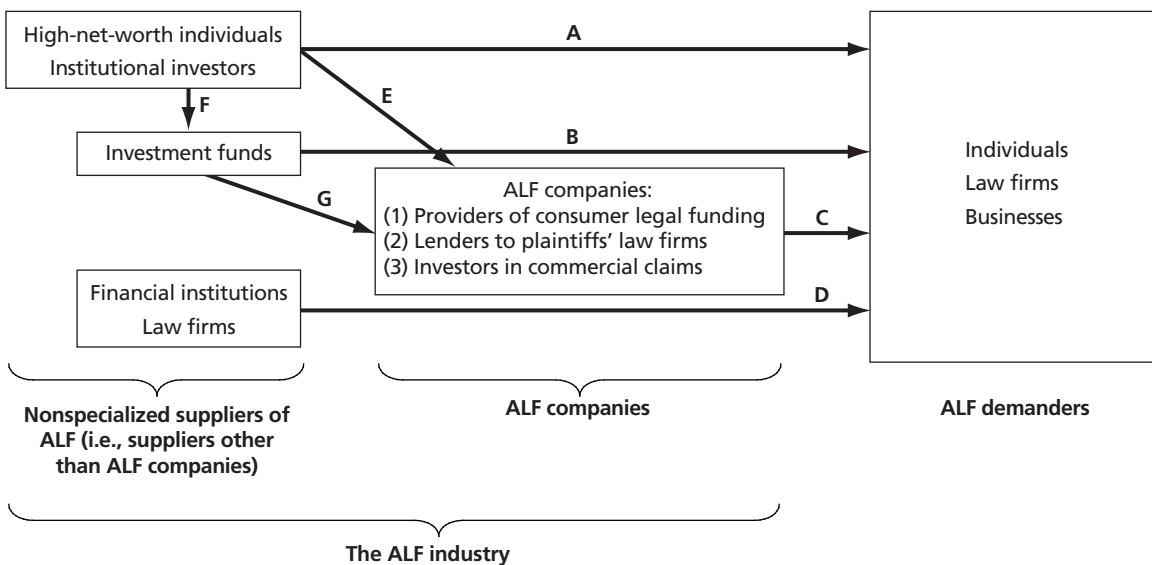 High-net-worth individuals
Institutional investors
A
F
E
Investment funds
B
G
ALF companies:
(1) Providers of consumer legal funding
(2) Lenders to plaintiffs’ law firms
(3) Investors in commercial claims
C
Individuals
Law firms
Businesses
Financial institutions
Law firms
D
Nonspecialized suppliers of
ALF (i.e., suppliers other
than ALF companies)
ALF companies
ALF demanders
The ALF industry